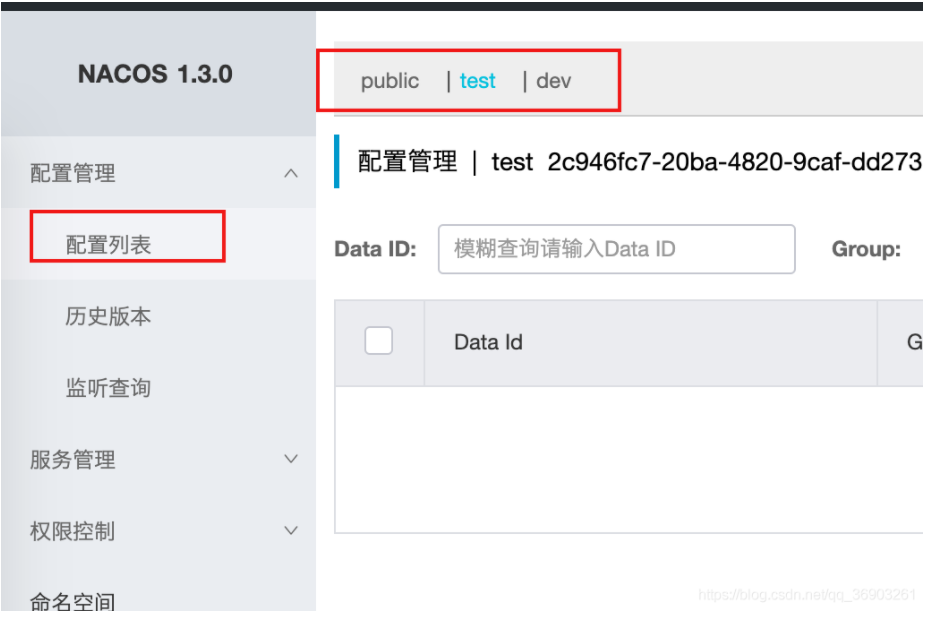 NACOS 1.3.0
public | test | dev
配置管理
配置管理 | test 2c946fc7-20ba-4820-9caf-dd273
配置列表
Data ID: 模糊查询请输入Data ID Group:
历史版本
Data Id G
监听查询
服务管理
权限控制
命名空间
https://blog.csdn.net/qq_36903261